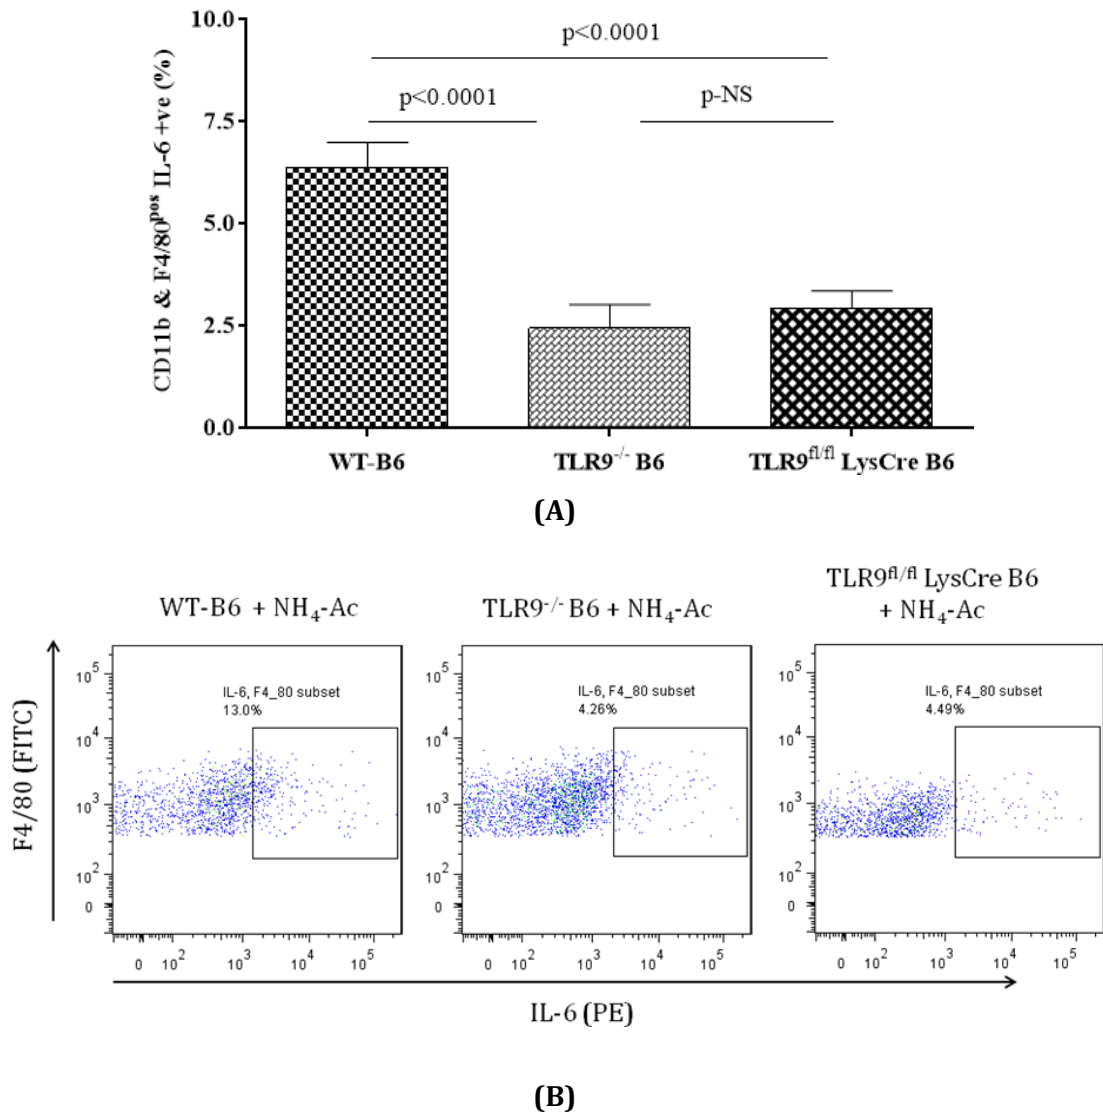 CD11b & F4/80ᵖᵒˢ IL-6 +ve (%)
10.0
7.5
5.0
2.5
0.0
p<0.0001
p<0.0001
p-NS
WT-B6
TLR9⁻/⁻ B6
TLR9ᶠˡ/ᶠˡ LysCre B6
(A)
WT-B6 + NH₄-Ac
TLR9⁻/⁻ B6 + NH₄-Ac
TLR9ᶠˡ/ᶠˡ LysCre B6
+ NH₄-Ac
F4/80 (FITC)
10⁵
10⁴
10³
10²
0
IL-6, F4_80 subset
13.0%
0 10² 10³ 10⁴ 10⁵
10⁵
10⁴
10³
10²
0
IL-6, F4_80 subset
4.26%
0 10² 10³ 10⁴ 10⁵
10⁵
10⁴
10³
10²
0
IL-6, F4_80 subset
4.49%
0 10² 10³ 10⁴ 10⁵
IL-6 (PE)
(B)